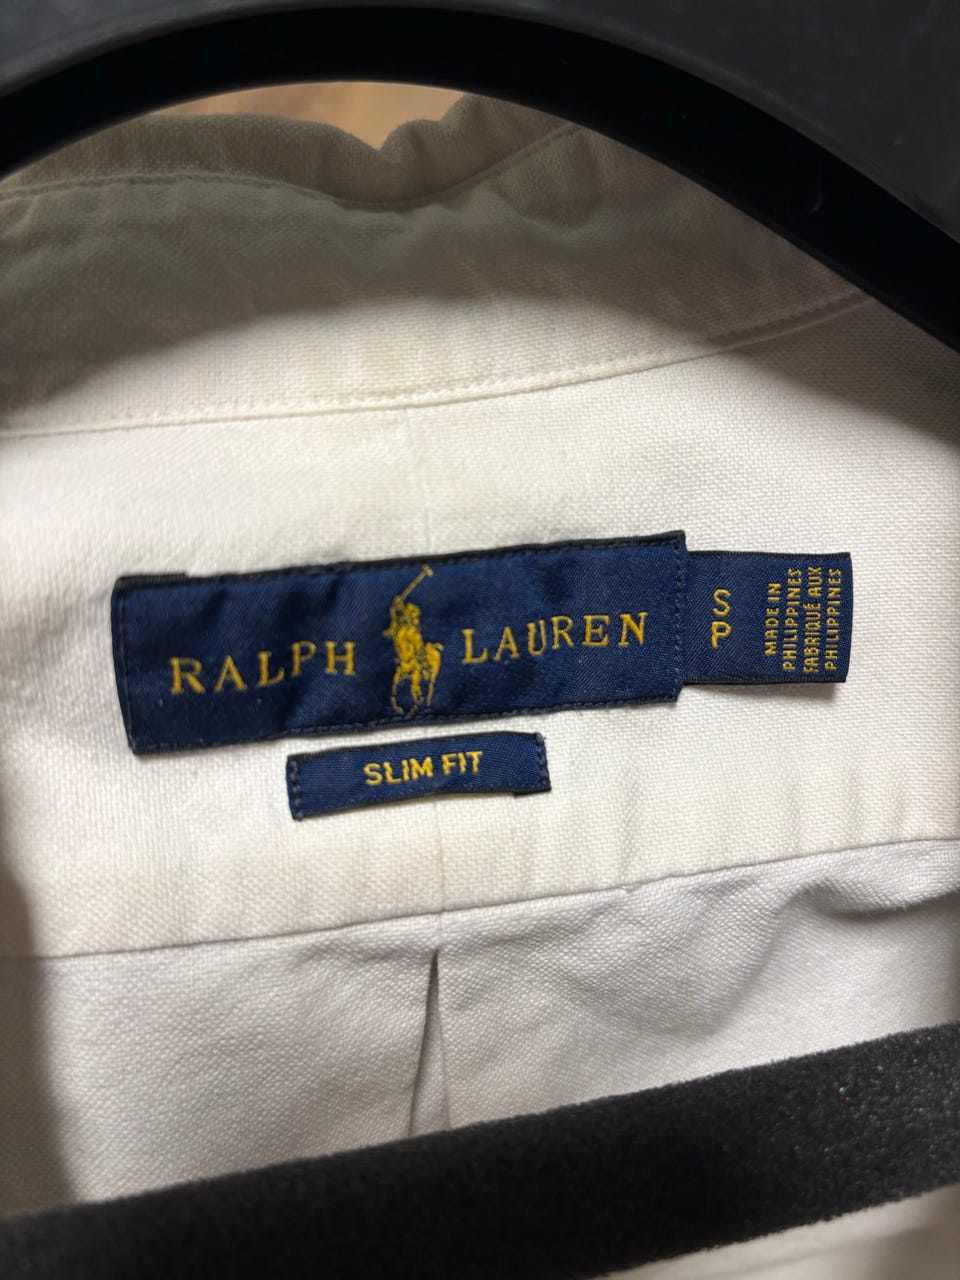 RALPH LAUREN
S
P
MADE IN
PHILIPPINES
FABRIQUÉ AUX
PHILIPPINES
SLIM FIT